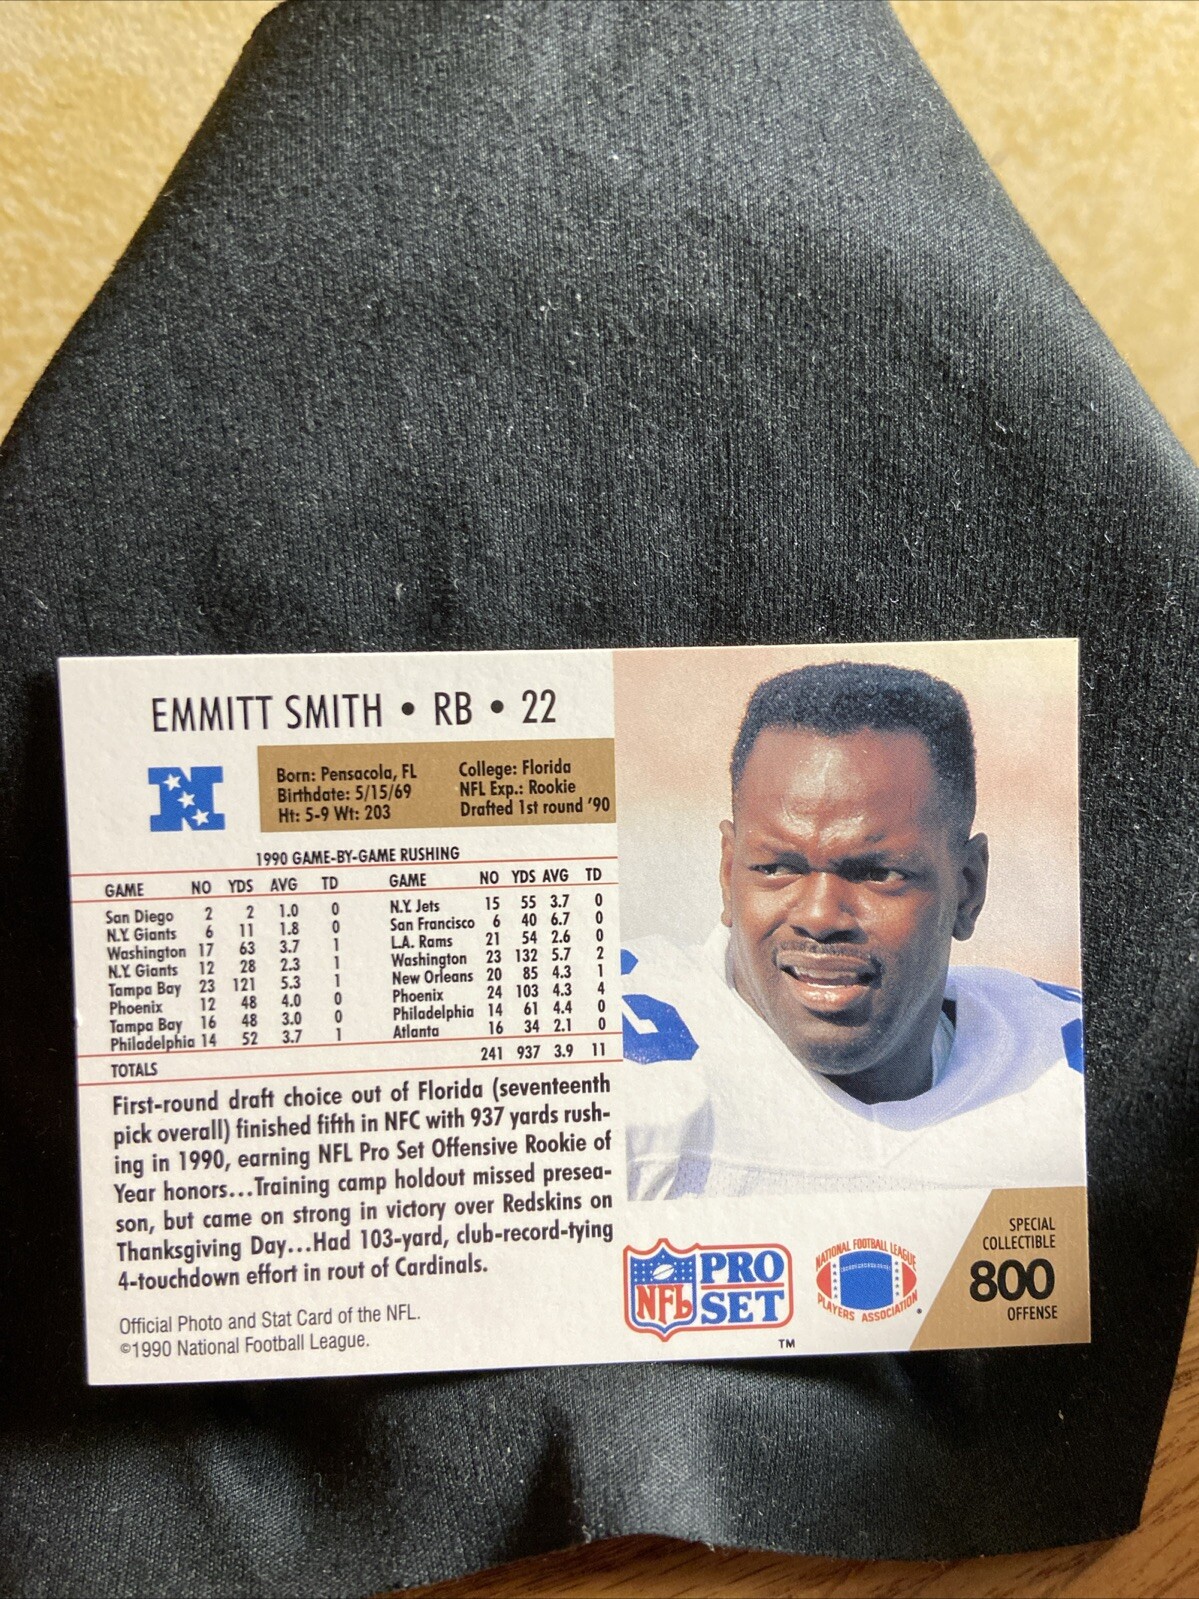 EMMITT SMITH • RB • 22
Born: Pensacola, FL
Birthdate: 5/15/69
Ht: 5-9 Wt: 203
College: Florida
NFL Exp.: Rookie
Drafted 1st round '90
N
1990 GAME-BY-GAME RUSHING
GAME NO YDS AVG TD
San Diego 2 2 1.0 0
N.Y. Giants 6 11 1.8 0
Washington 17 63 3.7 1
N.Y. Giants 12 28 2.3 1
Tampa Bay 23 121 5.3 1
Phoenix 12 48 4.0 0
Tampa Bay 16 48 3.0 0
Philadelphia 14 52 3.7 1
GAME NO YDS AVG TD
N.Y. Jets 15 55 3.7 0
San Francisco 6 40 6.7 0
L.A. Rams 21 54 2.6 0
Washington 23 132 5.7 2
New Orleans 20 85 4.3 1
Phoenix 24 103 4.3 4
Philadelphia 14 61 4.4 0
Atlanta 16 34 2.1 0
TOTALS 241 937 3.9 11
First-round draft choice out of Florida (seventeenth
pick overall) finished fifth in NFC with 937 yards rush-
ing in 1990, earning NFL Pro Set Offensive Rookie of
Year honors...Training camp holdout missed presea-
son, but came on strong in victory over Redskins on
Thanksgiving Day...Had 103-yard, club-record-tying
4-touchdown effort in rout of Cardinals.
Official Photo and Stat Card of the NFL.
©1990 National Football League.
NFL PRO
SET
TM
NATIONAL FOOTBALL LEAGUE
PLAYERS ASSOCIATION
SPECIAL
COLLECTIBLE
800
OFFENSE